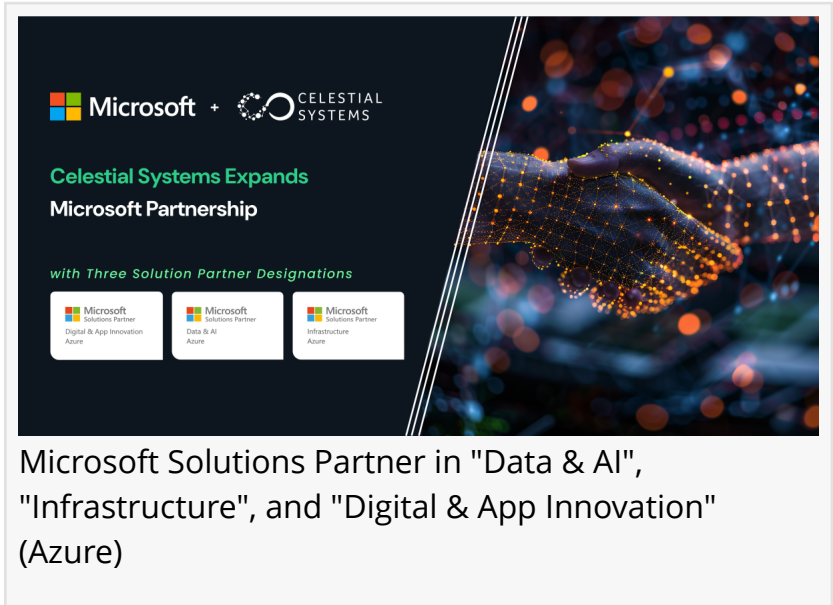 Microsoft + CELESTIAL
SYSTEMS
Celestial Systems Expands
Microsoft Partnership
with Three Solution Partner Designations
Microsoft
Solutions Partner
Digital & App Innovation
Azure
Microsoft
Solutions Partner
Data & AI
Azure
Microsoft
Solutions Partner
Infrastructure
Azure
Microsoft Solutions Partner in "Data & AI",
"Infrastructure", and "Digital & App Innovation"
(Azure)